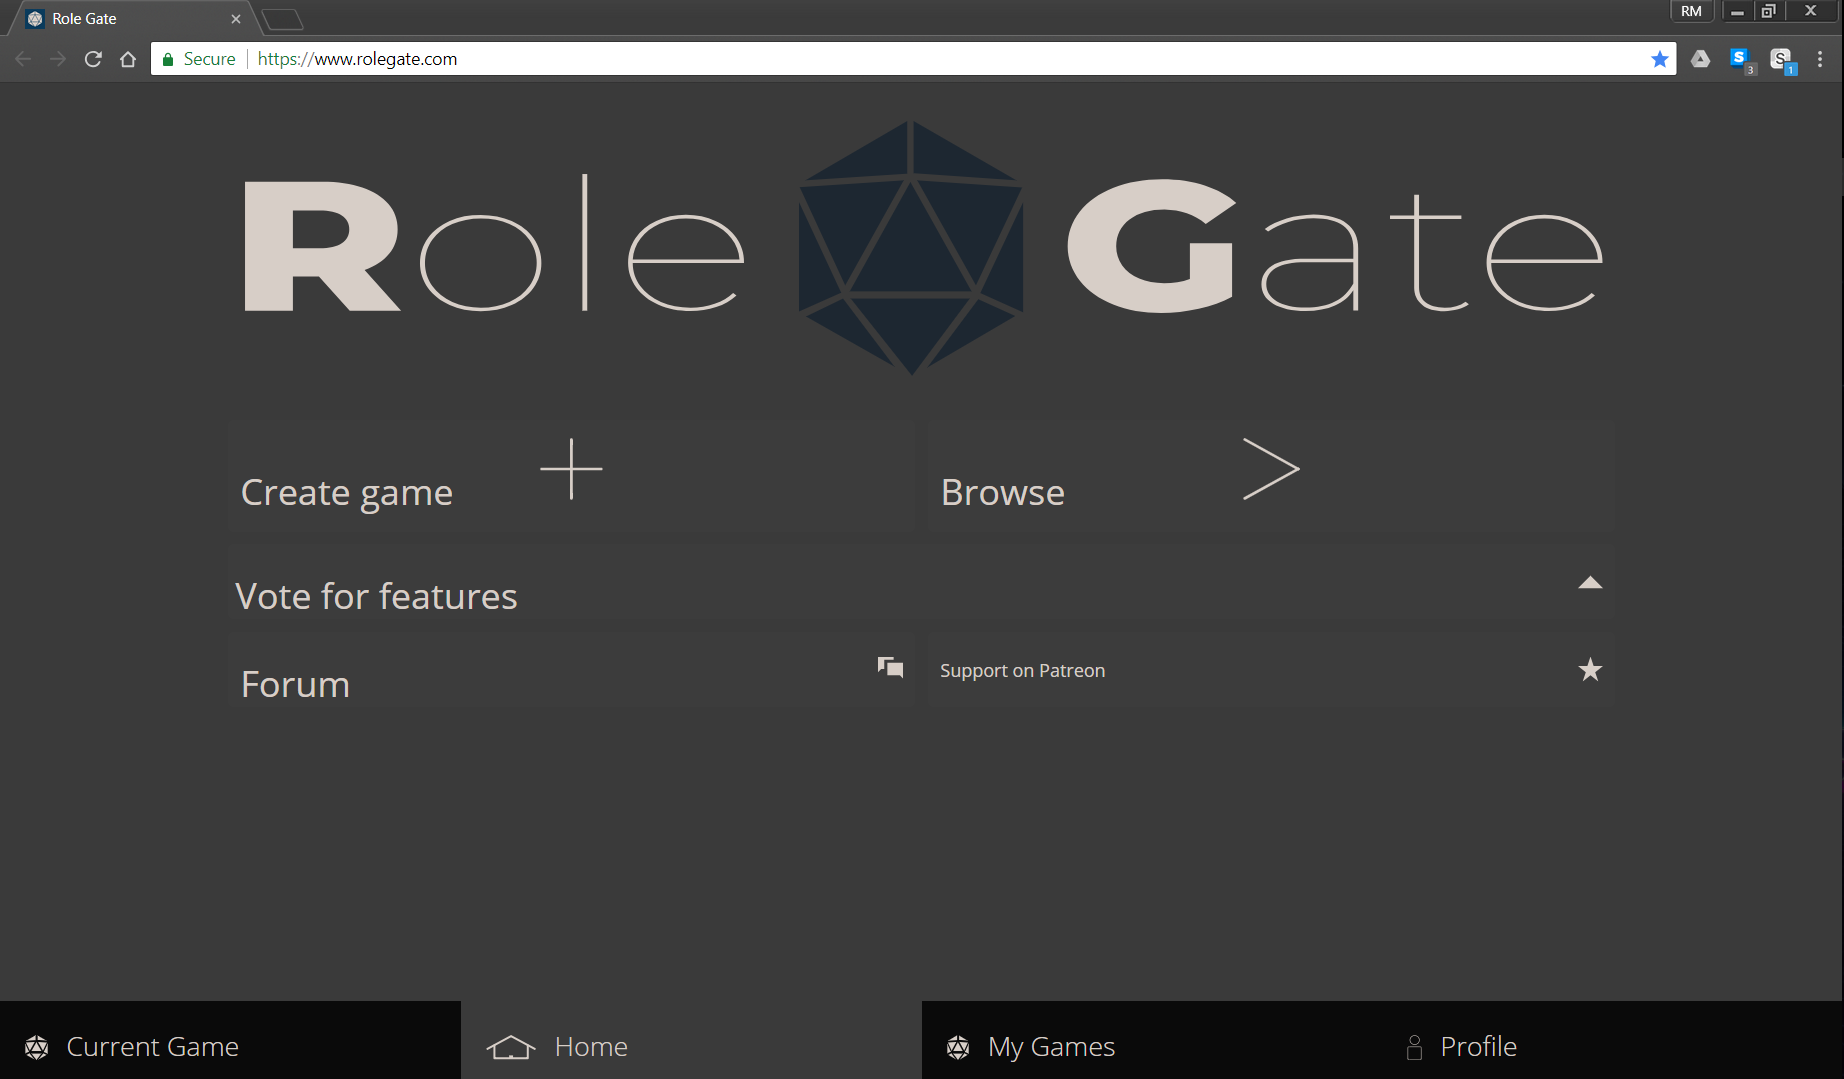 Role Gate
RM
Secure https://www.rolegate.com
S
3
S
1
Role Gate
Create game
Browse
Vote for features
Forum
Support on Patreon
Current Game
Home
My Games
Profile